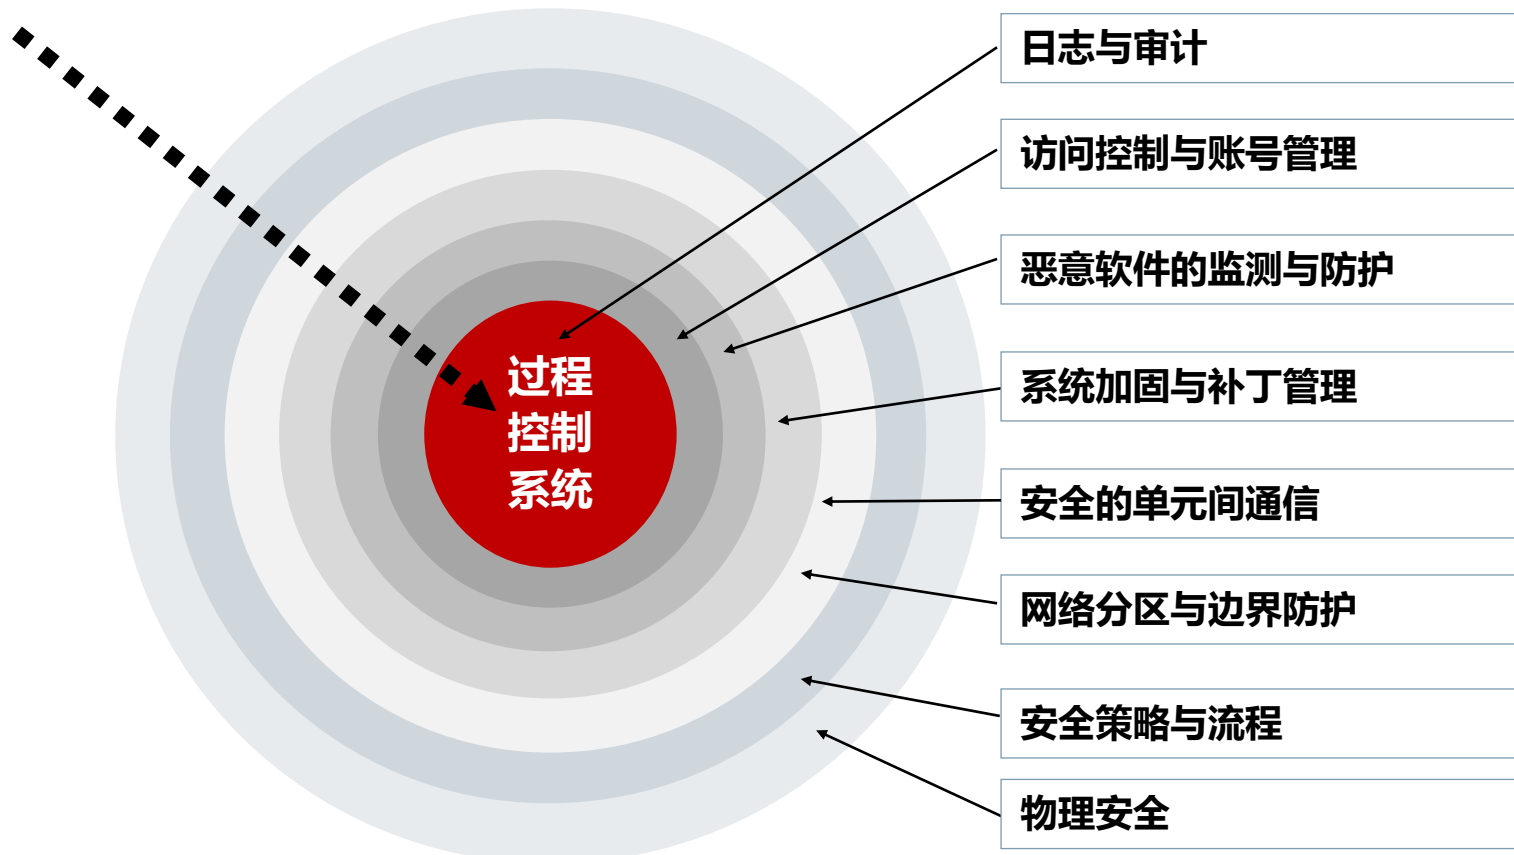 日志与审计
访问控制与账号管理
恶意软件的监测与防护
过程
控制
系统
系统加固与补丁管理
安全的单元间通信
网络分区与边界防护
安全策略与流程
物理安全